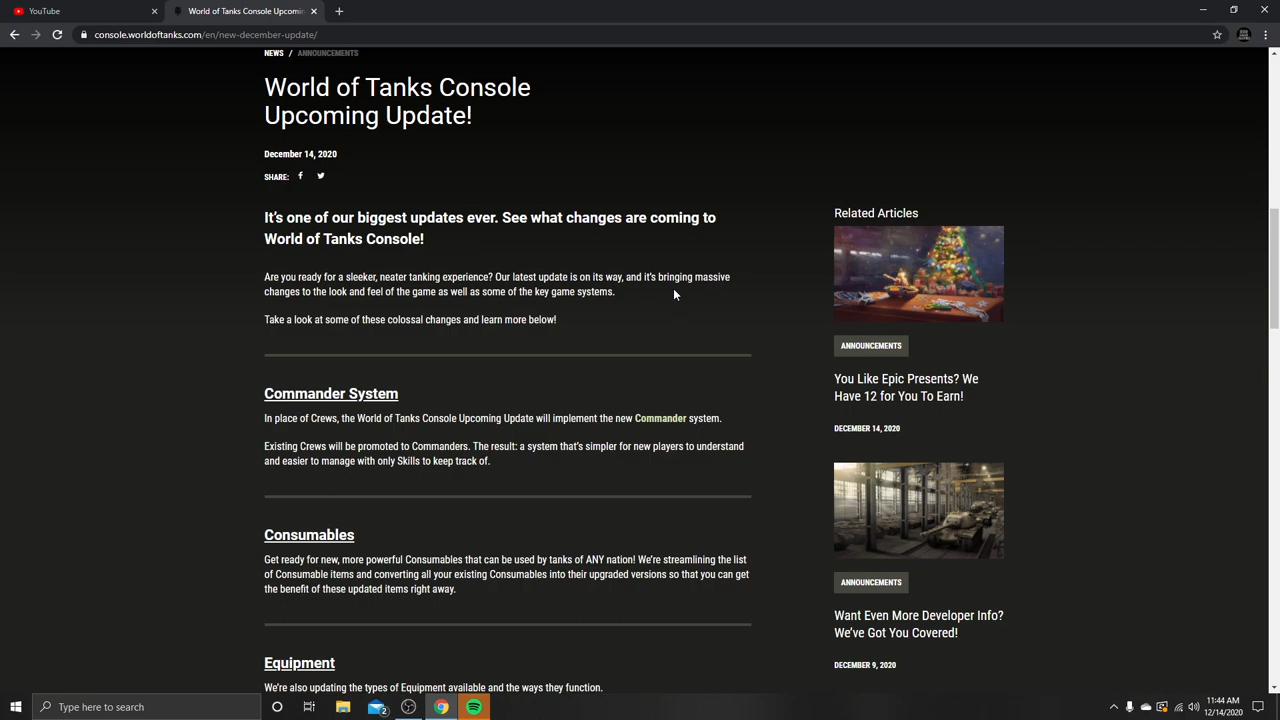 YouTube
World of Tanks Console Upcomin
console.worldoftanks.com/en/new-december-update/
NEWS / ANNOUNCEMENTS
World of Tanks Console
Upcoming Update!
December 14, 2020
SHARE:
It's one of our biggest updates ever. See what changes are coming to
World of Tanks Console!
Are you ready for a sleeker, neater tanking experience? Our latest update is on its way, and it's bringing massive
changes to the look and feel of the game as well as some of the key game systems.
Take a look at some of these colossal changes and learn more below!
Commander System
In place of Crews, the World of Tanks Console Upcoming Update will implement the new Commander system.
Existing Crews will be promoted to Commanders. The result: a system that's simpler for new players to understand
and easier to manage with only Skills to keep track of.
Consumables
Get ready for new, more powerful Consumables that can be used by tanks of ANY nation! We're streamlining the list
of Consumable items and converting all your existing Consumables into their upgraded versions so that you can get
the benefit of these updated items right away.
Equipment
We're also updating the types of Equipment available and the ways they function.
Related Articles
ANNOUNCEMENTS
You Like Epic Presents? We
Have 12 for You To Earn!
DECEMBER 14, 2020
ANNOUNCEMENTS
Want Even More Developer Info?
We've Got You Covered!
DECEMBER 9, 2020
Type here to search
2
11:44 AM
12/14/2020